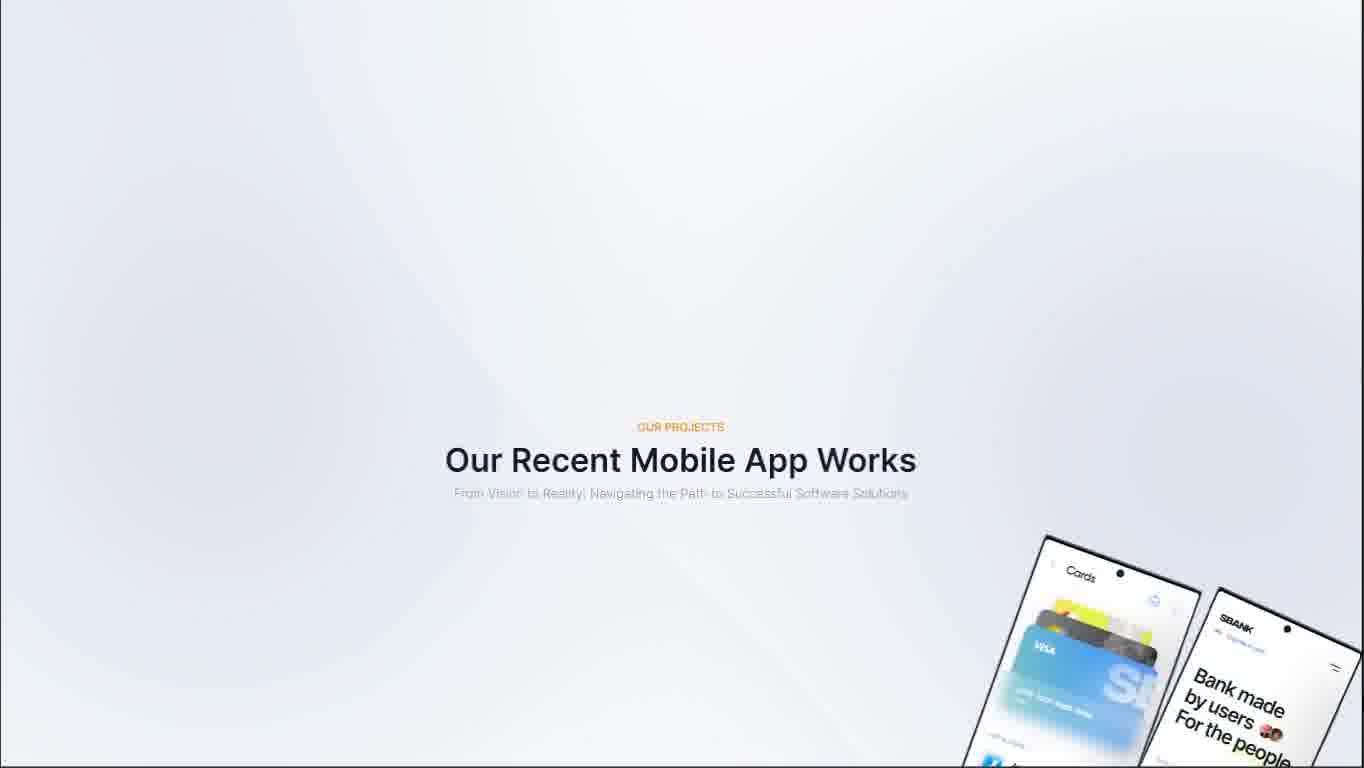 OUR PROJECTS
Our Recent Mobile App Works
From Vision to Reality: Navigating the Path to Successful Software Solutions
Cards
VISA
SBANK
Bank made
by users
For the people